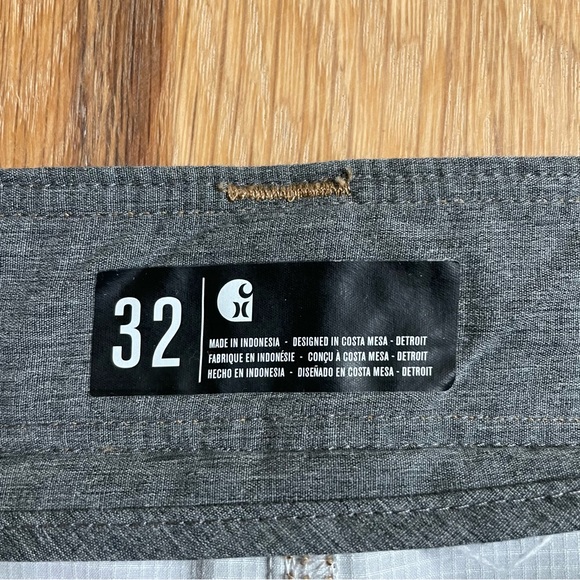 32
MADE IN INDONESIA - DESIGNED IN COSTA MESA - DETROIT
FABRIQUE EN INDONÉSIE - CONÇU À COSTA MESA - DETROIT
HECHO EN INDONESIA - DISEÑADO EN COSTA MESA - DETROIT